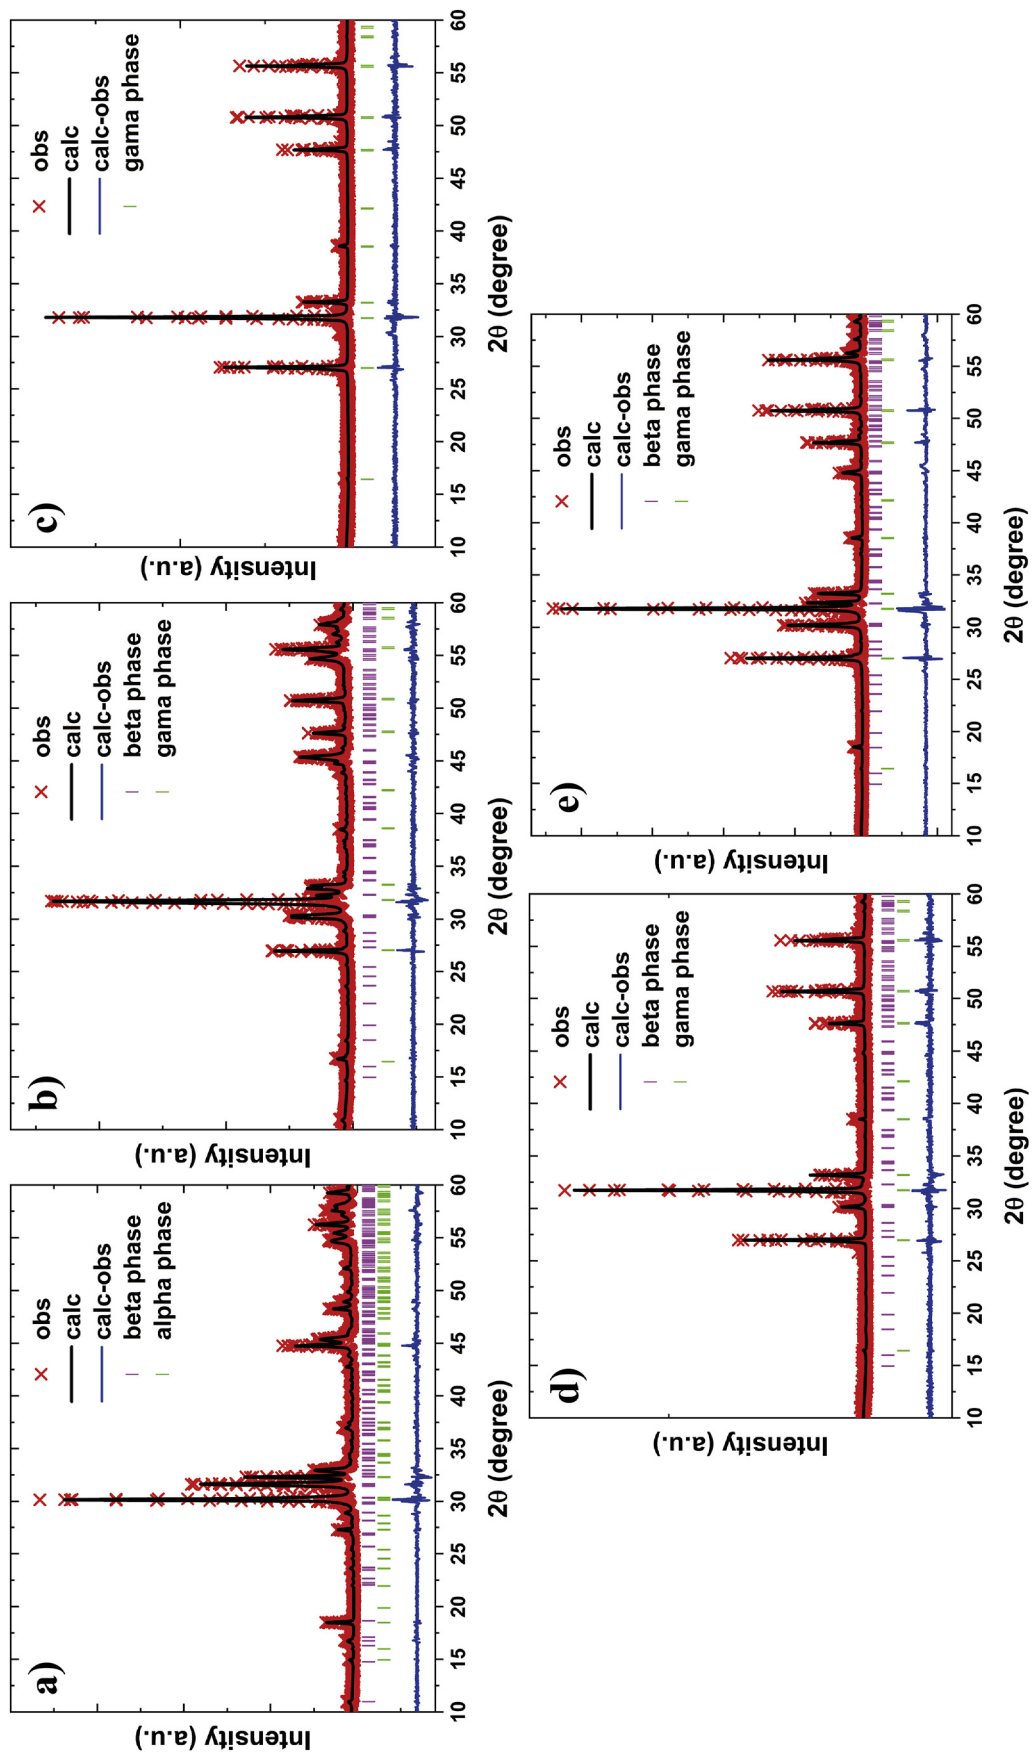 a)
obs
calc
calc-obs
beta phase
alpha phase
Intensity (a.u.)
10 15 20 25 30 35 40 45 50 55 60
2θ (degree)
b)
obs
calc
calc-obs
beta phase
gama phase
Intensity (a.u.)
10 15 20 25 30 35 40 45 50 55 60
2θ (degree)
c)
obs
calc
calc-obs
gama phase
Intensity (a.u.)
10 15 20 25 30 35 40 45 50 55 60
2θ (degree)
d)
obs
calc
calc-obs
beta phase
gama phase
Intensity (a.u.)
10 15 20 25 30 35 40 45 50 55 60
2θ (degree)
e)
obs
calc
calc-obs
beta phase
gama phase
Intensity (a.u.)
10 15 20 25 30 35 40 45 50 55 60
2θ (degree)